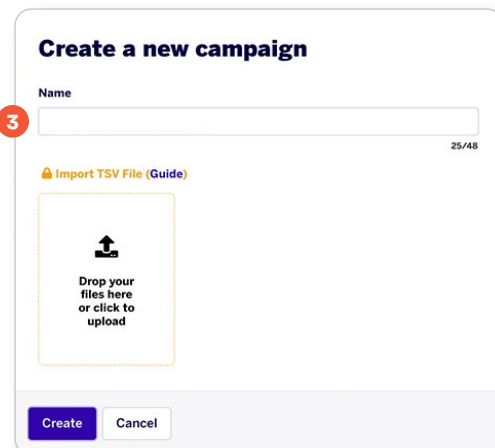 Create a new campaign
Name
3
25/48
Import TSV File (Guide)
Drop your
files here
or click to
upload
Create
Cancel